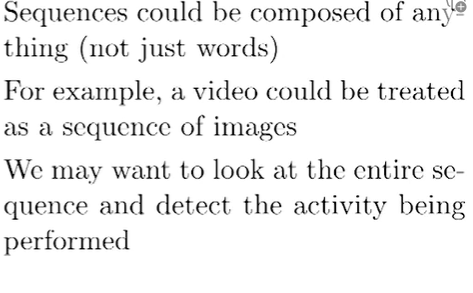 Sequences could be composed of any-
thing (not just words)
For example, a video could be treated
as a sequence of images
We may want to look at the entire se-
quence and detect the activity being
performed